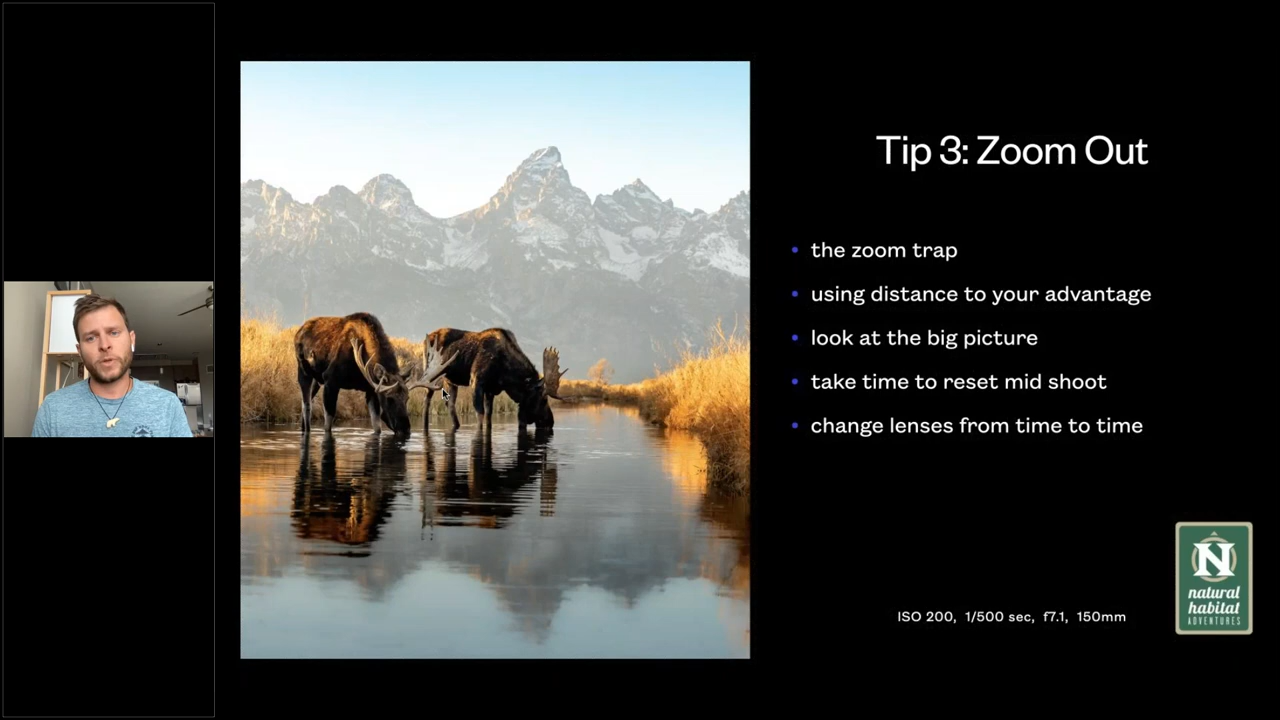 Tip 3: Zoom Out
• the zoom trap
• using distance to your advantage
• look at the big picture
• take time to reset mid shoot
• change lenses from time to time
ISO 200, 1/500 sec, f7.1, 150mm
N
natural
habitat
ADVENTURES